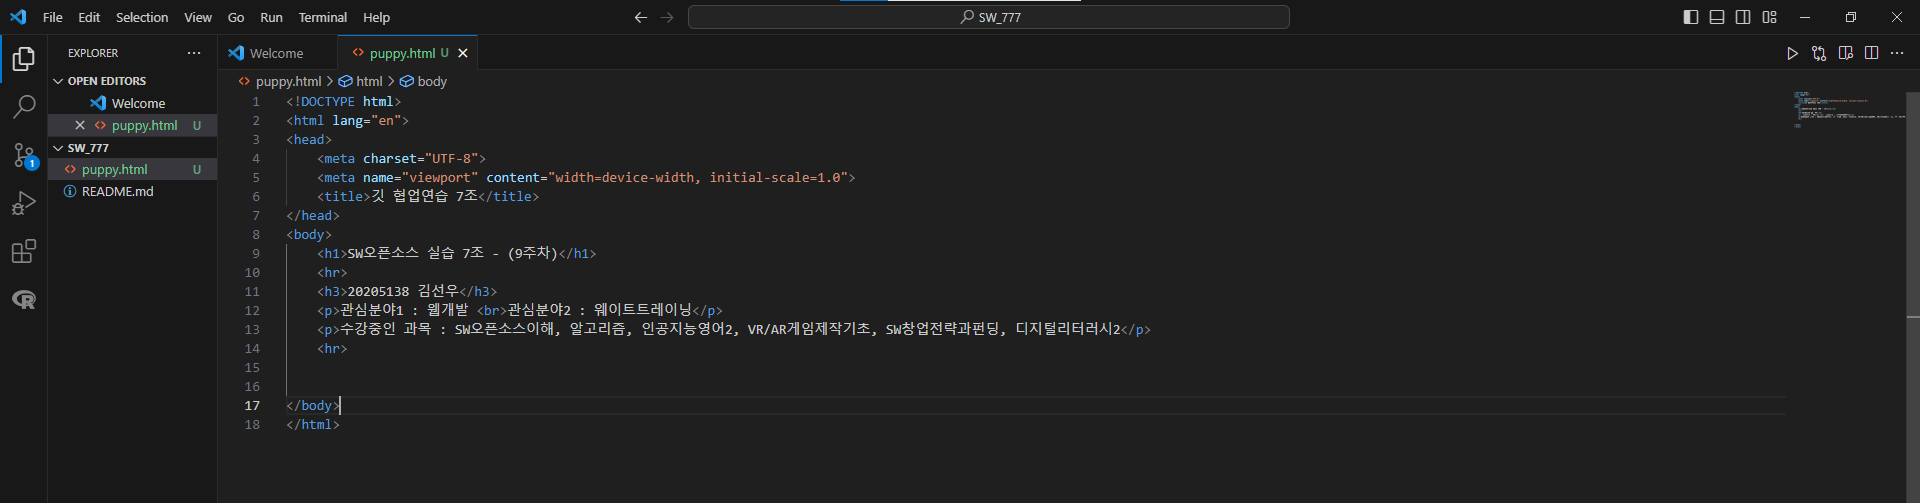 File Edit Selection View Go Run Terminal Help
SW_777
EXPLORER
OPEN EDITORS
Welcome
puppy.html U
SW_777
puppy.html U
README.md
1
Welcome
puppy.html U
puppy.html > html > body
1 <!DOCTYPE html>
2 <html lang="en">
3 <head>
4 <meta charset="UTF-8">
5 <meta name="viewport" content="width=device-width, initial-scale=1.0">
6 <title>깃 협업연습 7조</title>
7 </head>
8 <body>
9 <h1>SW오픈소스 실습 7조 - (9주차)</h1>
10 <hr>
11 <h3>20205138 김선우</h3>
12 <p>관심분야1 : 웰개발 <br>관심분야2 : 웨이트트레이닝</p>
13 <p>수강중인 과목 : SW오픈소스이해, 알고리즘, 인공지능영어2, VR/AR게임제작기초, SW창업전략과펀딩, 디지털리터러시2</p>
14 <hr>
15
16
17 </body>
18 </html>